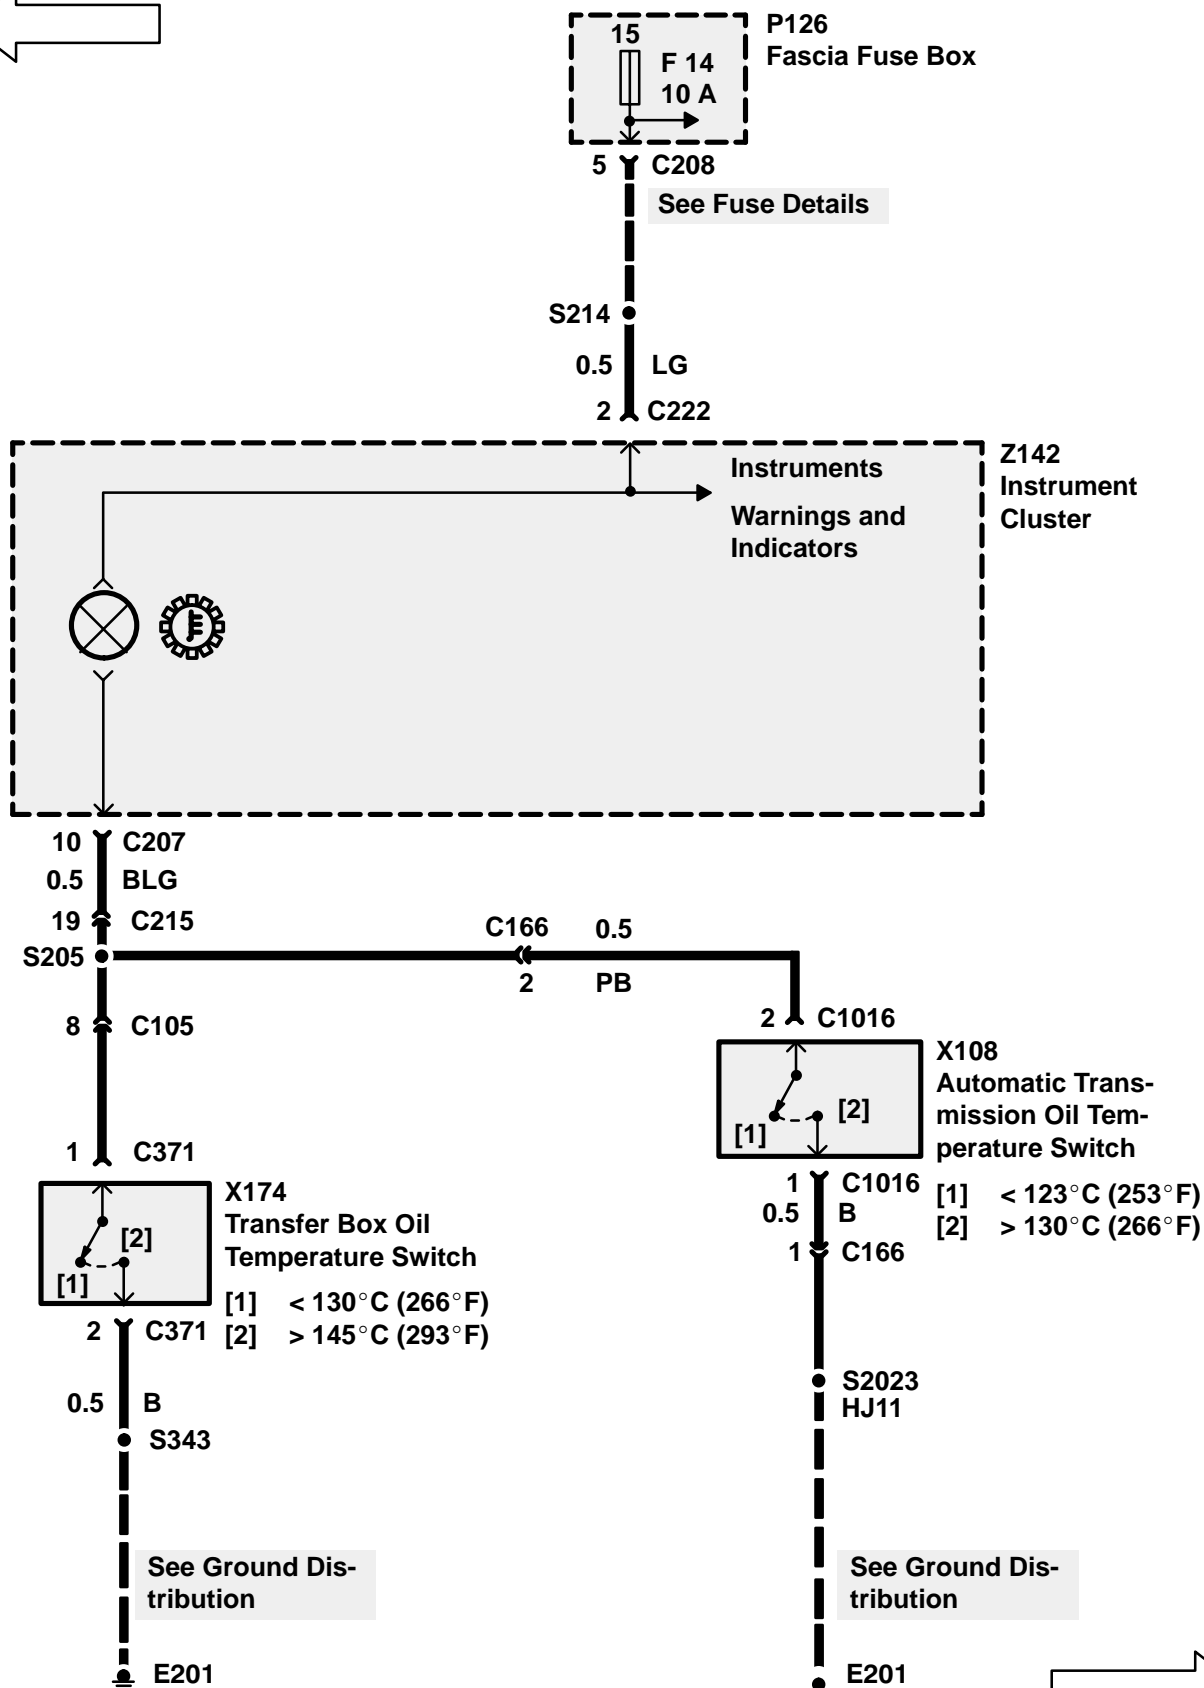 15
F 14
10 A
P126
Fascia Fuse Box
5
C208
See Fuse Details
S214
0.5
LG
2
C222
Instruments
Warnings and
Indicators
Z142
Instrument
Cluster
10
C207
0.5
BLG
19
C215
S205
C166
0.5
2
PB
8
C105
2
C1016
X108
Automatic Trans-
mission Oil Tem-
perature Switch
[1]
[2]
[1] < 123°C (253°F)
[2] > 130°C (266°F)
1
C371
X174
Transfer Box Oil
Temperature Switch
[1]
[2]
[1] < 130°C (266°F)
[2] > 145°C (293°F)
1
C1016
0.5
B
1
C166
2
C371
0.5
B
S343
S2023
HJ11
See Ground Dis-
tribution
See Ground Dis-
tribution
E201
E201